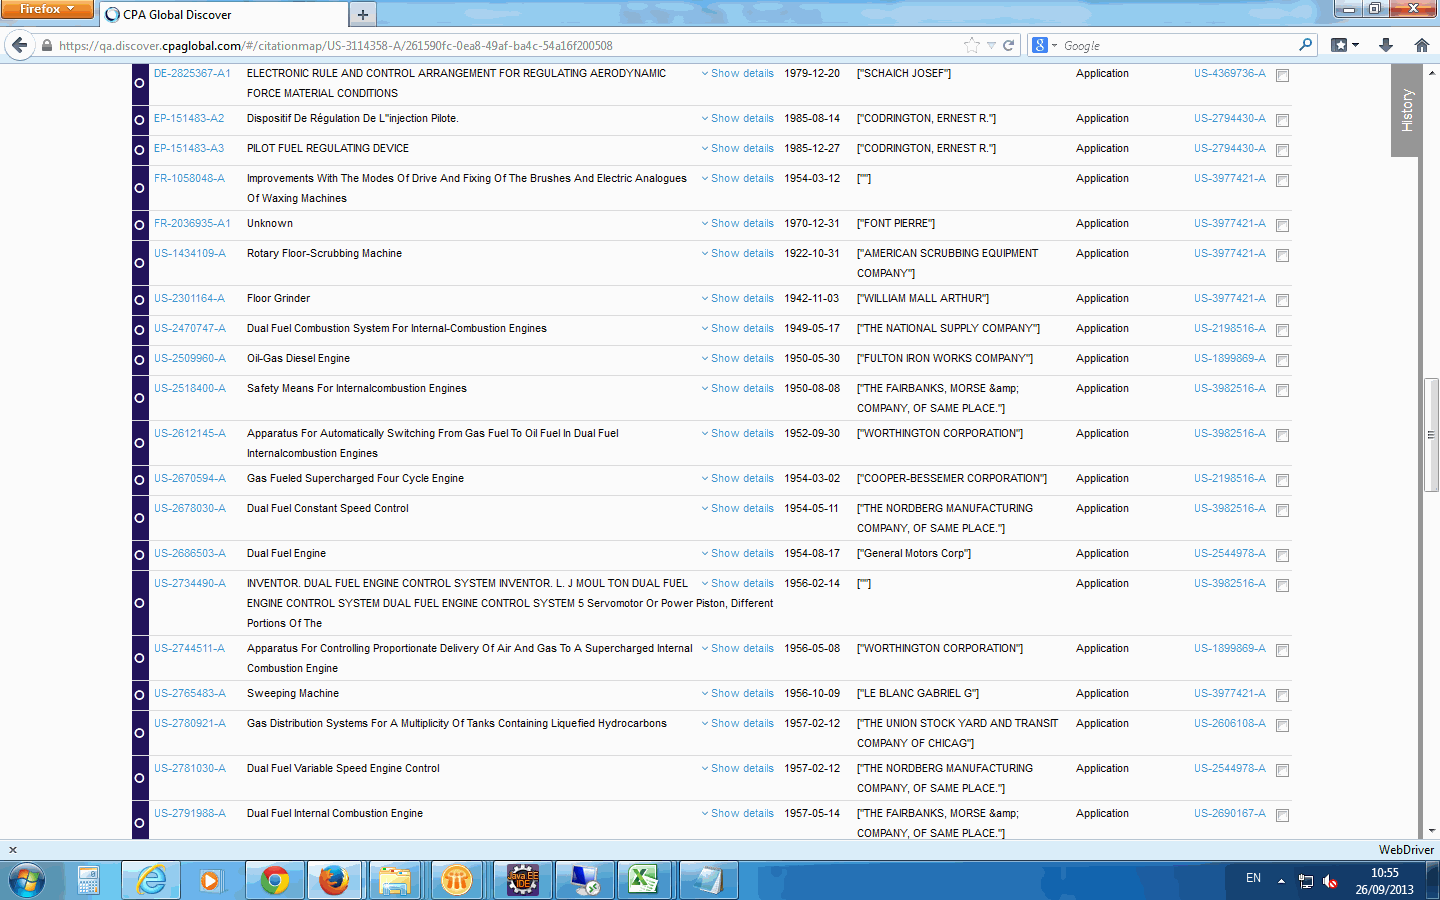 Firefox
CPA Global Discover
https://qa.discover.cpaglobal.com/#/citationmap/US-3114358-A/261590fc-0ea8-49af-ba4c-54a16f200508
Google
History
DE-2825367-A1 ELECTRONIC RULE AND CONTROL ARRANGEMENT FOR REGULATING AERODYNAMIC Show details 1979-12-20 ["SCHAICH JOSEF"] Application US-4369736-A
FORCE MATERIAL CONDITIONS
EP-151483-A2 Dispositif De Régulation De L''injection Pilote. Show details 1985-08-14 ["CODRINGTON, ERNEST R."] Application US-2794430-A
EP-151483-A3 PILOT FUEL REGULATING DEVICE Show details 1985-12-27 ["CODRINGTON, ERNEST R."] Application US-2794430-A
FR-1058048-A Improvements With The Modes Of Drive And Fixing Of The Brushes And Electric Analogues Show details 1954-03-12 [""] Application US-3977421-A
Of Waxing Machines
FR-2036935-A1 Unknown Show details 1970-12-31 ["FONT PIERRE"] Application US-3977421-A
US-1434109-A Rotary Floor-Scrubbing Machine Show details 1922-10-31 ["AMERICAN SCRUBBING EQUIPMENT Application US-3977421-A
COMPANY"]
US-2301164-A Floor Grinder Show details 1942-11-03 ["WILLIAM MALL ARTHUR"] Application US-3977421-A
US-2470747-A Dual Fuel Combustion System For Internal-Combustion Engines Show details 1949-05-17 ["THE NATIONAL SUPPLY COMPANY"] Application US-2198516-A
US-2509960-A Oil-Gas Diesel Engine Show details 1950-05-30 ["FULTON IRON WORKS COMPANY"] Application US-1899869-A
US-2518400-A Safety Means For Internalcombustion Engines Show details 1950-08-08 ["THE FAIRBANKS, MORSE &amp; Application US-3982516-A
COMPANY, OF SAME PLACE."]
US-2612145-A Apparatus For Automatically Switching From Gas Fuel To Oil Fuel In Dual Fuel Show details 1952-09-30 ["WORTHINGTON CORPORATION"] Application US-3982516-A
Internalcombustion Engines
US-2670594-A Gas Fueled Supercharged Four Cycle Engine Show details 1954-03-02 ["COOPER-BESSEMER CORPORATION"] Application US-2198516-A
US-2678030-A Dual Fuel Constant Speed Control Show details 1954-05-11 ["THE NORDBERG MANUFACTURING Application US-3982516-A
COMPANY, OF SAME PLACE."]
US-2686503-A Dual Fuel Engine Show details 1954-08-17 ["General Motors Corp"] Application US-2544978-A
US-2734490-A INVENTOR. DUAL FUEL ENGINE CONTROL SYSTEM INVENTOR. L. J MOUL TON DUAL FUEL Show details 1956-02-14 [""] Application US-3982516-A
ENGINE CONTROL SYSTEM DUAL FUEL ENGINE CONTROL SYSTEM 5 Servomotor Or Power Piston, Different
Portions Of The
US-2744511-A Apparatus For Controlling Proportionate Delivery Of Air And Gas To A Supercharged Internal Show details 1956-05-08 ["WORTHINGTON CORPORATION"] Application US-1899869-A
Combustion Engine
US-2765483-A Sweeping Machine Show details 1956-10-09 ["LE BLANC GABRIEL G"] Application US-3977421-A
US-2780921-A Gas Distribution Systems For A Multiplicity Of Tanks Containing Liquefied Hydrocarbons Show details 1957-02-12 ["THE UNION STOCK YARD AND TRANSIT Application US-2606108-A
COMPANY OF CHICAG"]
US-2781030-A Dual Fuel Variable Speed Engine Control Show details 1957-02-12 ["THE NORDBERG MANUFACTURING Application US-2544978-A
COMPANY, OF SAME PLACE."]
US-2791988-A Dual Fuel Internal Combustion Engine Show details 1957-05-14 ["THE FAIRBANKS, MORSE &amp; Application US-2690167-A
COMPANY, OF SAME PLACE."]
WebDriver
Java EE
IDE
EN
10:55
26/09/2013